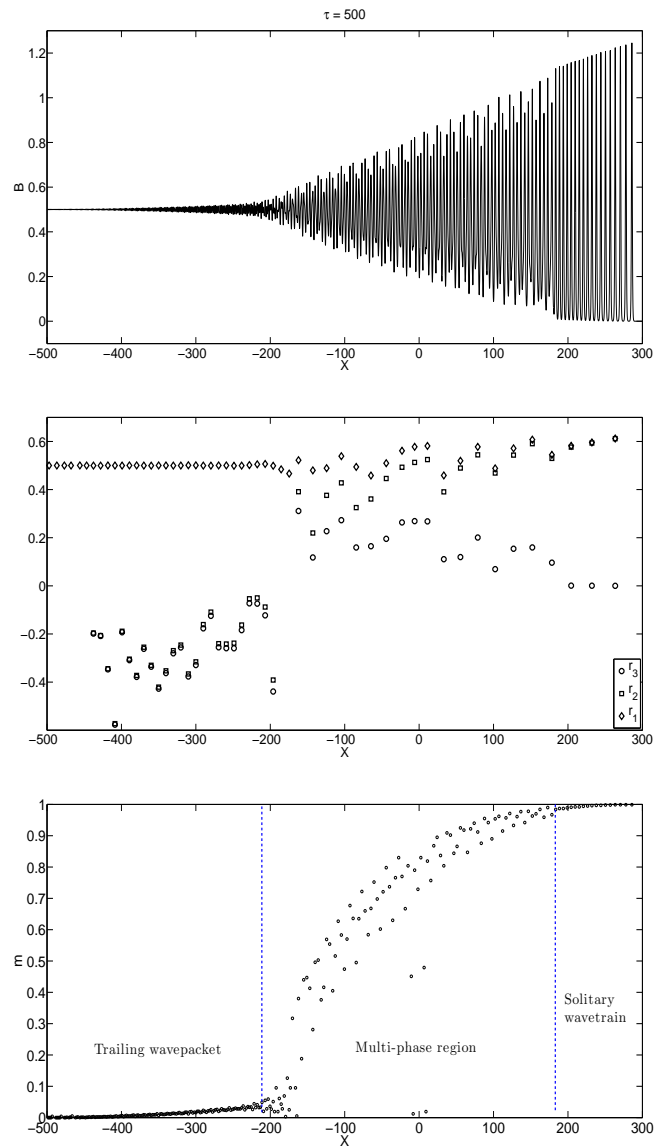 τ = 500
1.2
1
0.8
0.6
0.4
0.2
0
B
−500 −400 −300 −200 −100 0 100 200 300
X
0.6
0.4
0.2
0
−0.2
−0.4
r3
r2
r1
−500 −400 −300 −200 −100 0 100 200 300
X
1
0.9
0.8
0.7
0.6
0.5
0.4
0.3
0.2
0.1
0
m
Solitary
wavetrain
Trailing wavepacket
Multi-phase region
−500 −400 −300 −200 −100 0 100 200 300
X